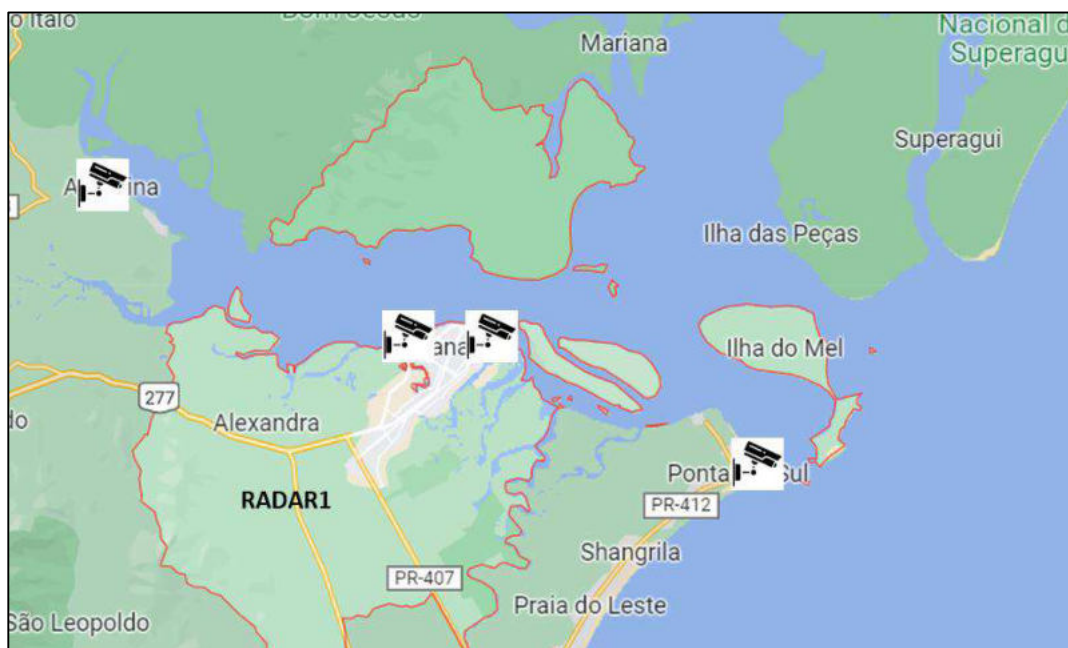 o Ítalo
Mariana
Nacional d
Superagu
Superagui
Ilha das Peças
Ilha do Mel
277
Alexandra
RADAR1
PR-412
Shangrila
PR-407
Praia do Leste
São Leopoldo